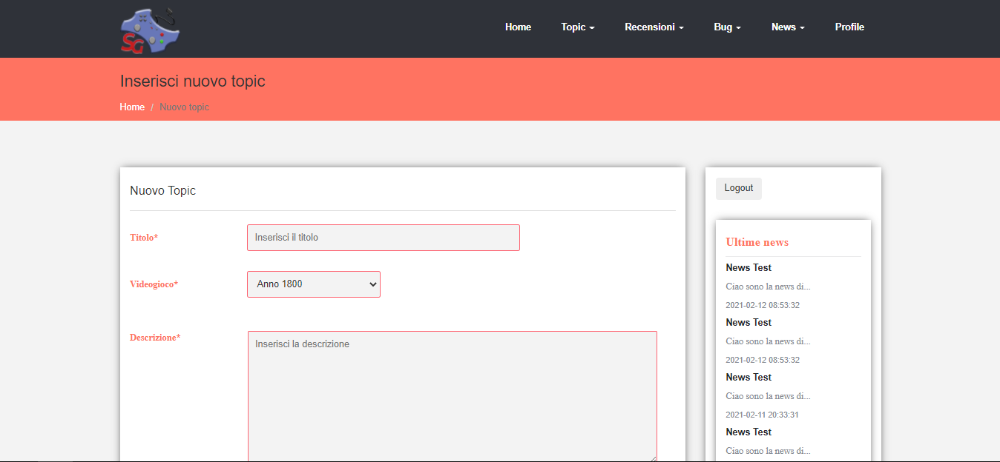 SG
Home Topic Recensioni Bug News Profile
Inserisci nuovo topic
Home / Nuovo topic
Nuovo Topic
Titolo*
Inserisci il titolo
Videogioco*
Anno 1800
Descrizione*
Inserisci la descrizione
Logout
Ultime news
News Test
Ciao sono la news di...
2021-02-12 08:53:32
News Test
Ciao sono la news di...
2021-02-12 08:53:32
News Test
Ciao sono la news di...
2021-02-11 20:33:31
News Test
Ciao sono la news di...